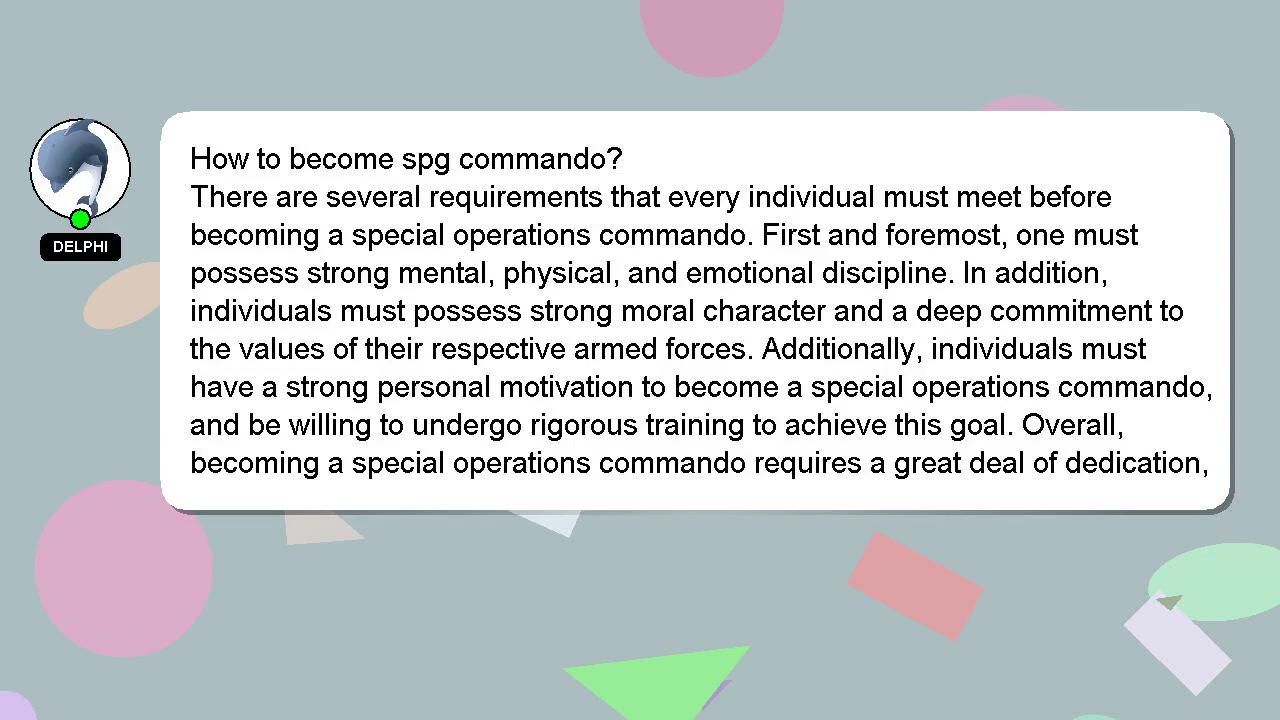 How to become spg commando?
There are several requirements that every individual must meet before
becoming a special operations commando. First and foremost, one must
possess strong mental, physical, and emotional discipline. In addition,
individuals must possess strong moral character and a deep commitment to
the values of their respective armed forces. Additionally, individuals must
have a strong personal motivation to become a special operations commando,
and be willing to undergo rigorous training to achieve this goal. Overall,
becoming a special operations commando requires a great deal of dedication,
DELPHI